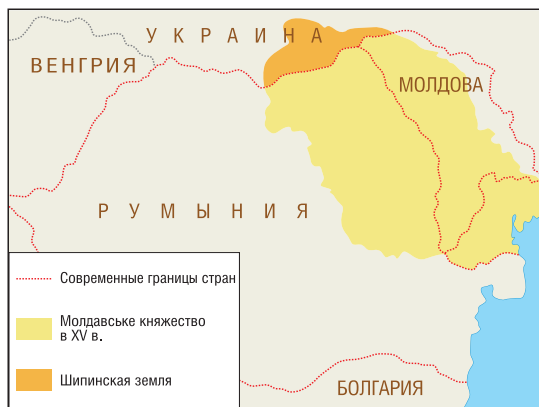 УКРАИНА
ВЕНГРИЯ
МОЛДОВА
РУМЫНИЯ
Современные границы стран
Молдавське княжество
в XV в.
Шипинская земля
БОЛГАРИЯ